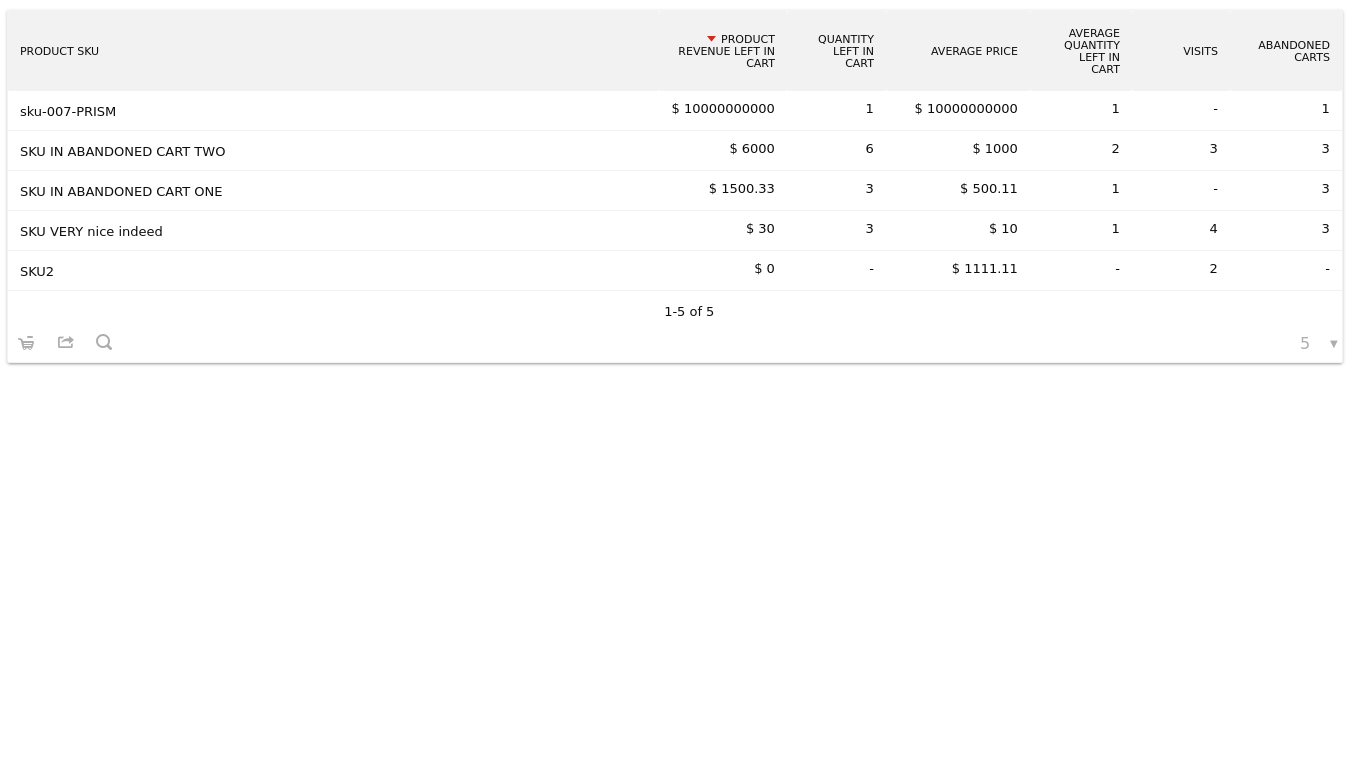 PRODUCT SKU
PRODUCT
REVENUE LEFT IN
CART
QUANTITY
LEFT IN
CART
AVERAGE PRICE
AVERAGE
QUANTITY
LEFT IN
CART
VISITS
ABANDONED
CARTS
sku-007-PRISM $ 10000000000 1 $ 10000000000 1 - 1
SKU IN ABANDONED CART TWO $ 6000 6 $ 1000 2 3 3
SKU IN ABANDONED CART ONE $ 1500.33 3 $ 500.11 1 - 3
SKU VERY nice indeed $ 30 3 $ 10 1 4 3
SKU2 $ 0 - $ 1111.11 - 2 -
1-5 of 5
5